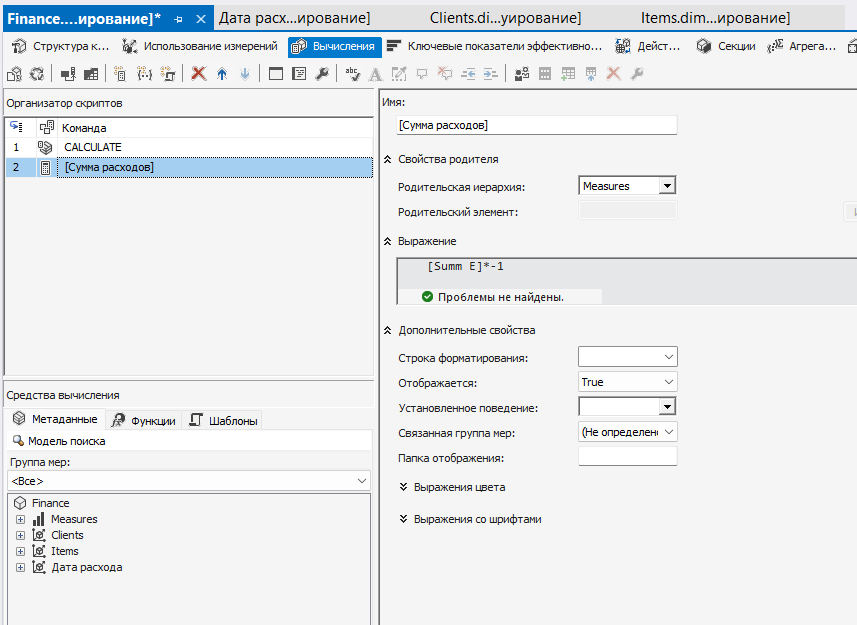 Finance....ирование]*
Дата расх...ирование]
Clients.di...уирование]
Items.dim...ирование]
Структура к...
Использование измерений
Вычисления
Ключевые показатели эффективно...
Дейст...
Секции
Агрега...
Организатор скриптов
Команда
1 CALCULATE
2 [Сумма расходов]
Средства вычисления
Метаданные
Функции
Шаблоны
Модель поиска
Группа мер:
<Все>
Finance
Measures
Clients
Items
Дата расхода
Имя:
[Сумма расходов]
Свойства родителя
Родительская иерархия: Measures
Родительский элемент:
Выражение
[Summ E]*-1
Проблемы не найдены.
Дополнительные свойства
Строка форматирования:
Отображается: True
Установленное поведение:
Связанная группа мер: (Не определен
Папка отображения:
Выражения цвета
Выражения со шрифтами